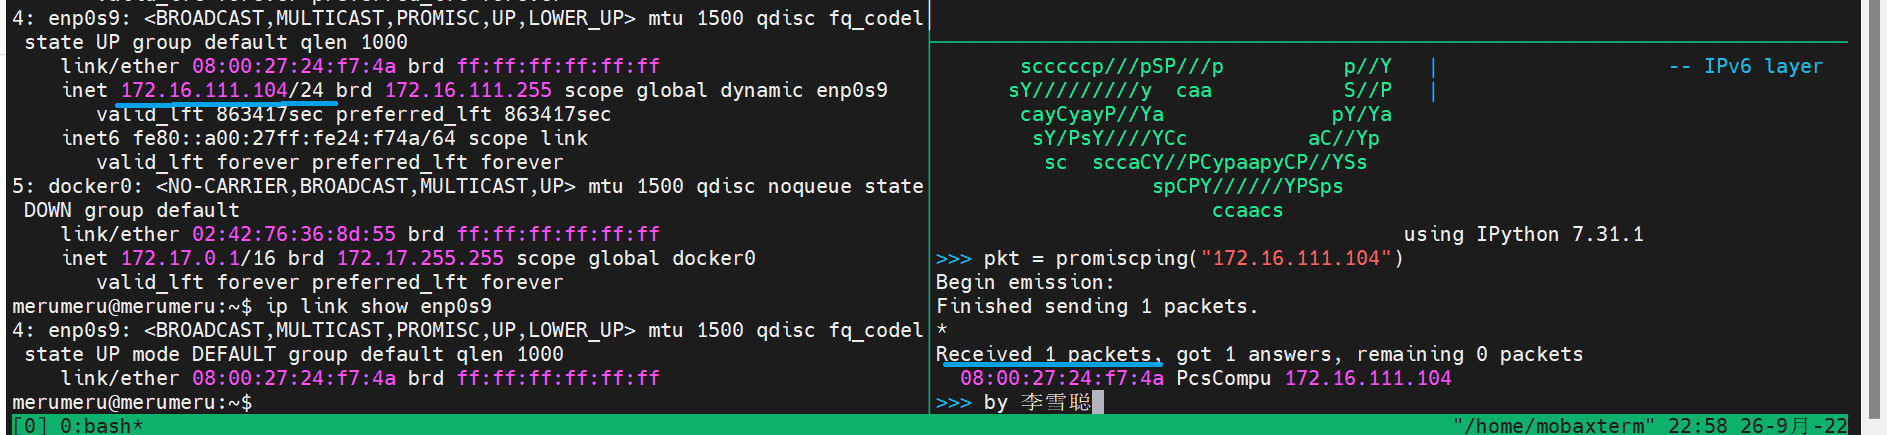 valid_lft forever preferred_lft forever
4: enp0s9: <BROADCAST,MULTICAST,PROMISC,UP,LOWER_UP> mtu 1500 qdisc fq_codel
state UP group default qlen 1000
link/ether 08:00:27:24:f7:4a brd ff:ff:ff:ff:ff:ff
inet 172.16.111.104/24 brd 172.16.111.255 scope global dynamic enp0s9
valid_lft 863417sec preferred_lft 863417sec
inet6 fe80::a00:27ff:fe24:f74a/64 scope link
valid_lft forever preferred_lft forever
5: docker0: <NO-CARRIER,BROADCAST,MULTICAST,UP> mtu 1500 qdisc noqueue state
DOWN group default
link/ether 02:42:76:36:8d:55 brd ff:ff:ff:ff:ff:ff
inet 172.17.0.1/16 brd 172.17.255.255 scope global docker0
valid_lft forever preferred_lft forever
merumeru@merumeru:~$ ip link show enp0s9
4: enp0s9: <BROADCAST,MULTICAST,PROMISC,UP,LOWER_UP> mtu 1500 qdisc fq_codel
state UP mode DEFAULT group default qlen 1000
link/ether 08:00:27:24:f7:4a brd ff:ff:ff:ff:ff:ff
merumeru@merumeru:~$
scccccp///pSP///p p//Y | -- IPv6 layer
sY/////////y caa S//P |
cayCyayP//Ya pY/Ya
sY/PsY////YCc aC//Yp
sc sccaCY//PCypaapyCP//YSs
spCPY//////YPSps
ccaacs
using IPython 7.31.1
>>> pkt = promiscping("172.16.111.104")
Begin emission:
Finished sending 1 packets.
*
Received 1 packets, got 1 answers, remaining 0 packets
08:00:27:24:f7:4a PcsCompu 172.16.111.104
>>> by 李雪聪
[0] 0:bash* "/home/mobaxterm" 22:58 26-9月-22